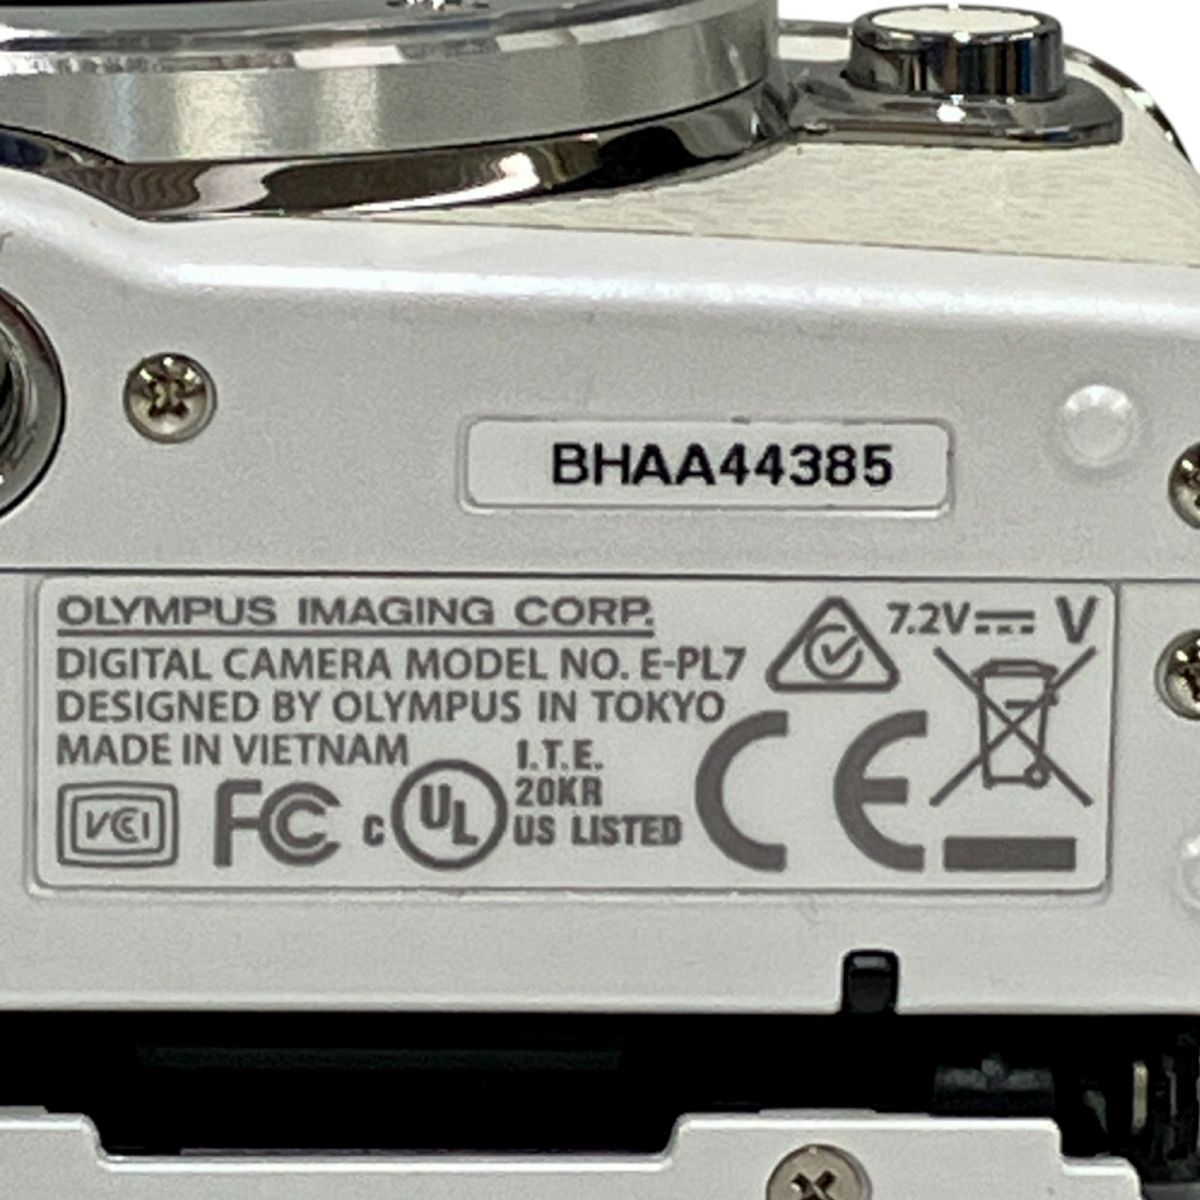 BHAA44385
OLYMPUS IMAGING CORP.
DIGITAL CAMERA MODEL NO. E-PL7
DESIGNED BY OLYMPUS IN TOKYO
MADE IN VIETNAM
7.2V V
VCCI FC C UL US LISTED
I.T.E.
20KR
CE